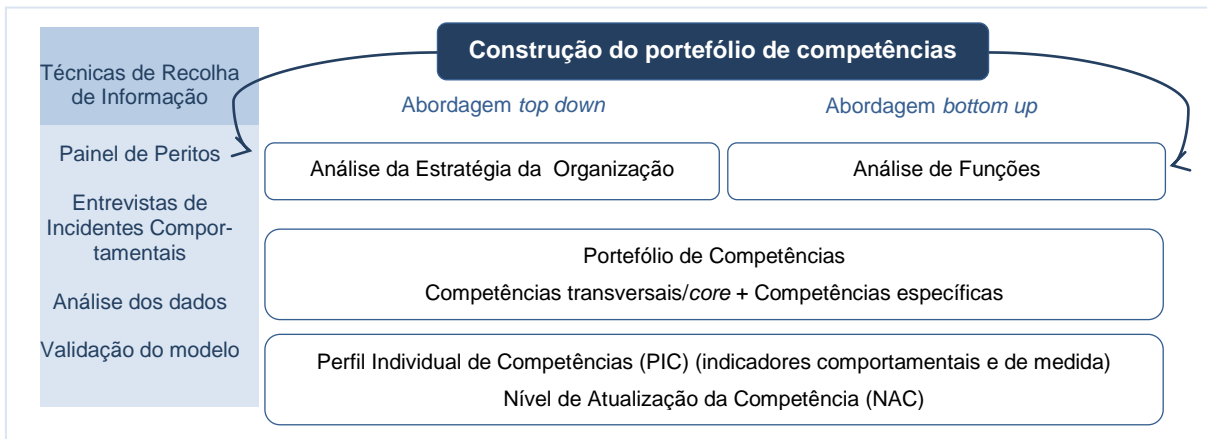 Construção do portefólio de competências
Técnicas de Recolha
de Informação
Abordagem top down
Abordagem bottom up
Painel de Peritos
Análise da Estratégia da  Organização
Análise de Funções
Entrevistas de
Incidentes Compor-
tamentais
Análise dos dados
Validação do modelo
Portefólio de Competências
Competências transversais/core + Competências específicas
Perfil Individual de Competências (PIC) (indicadores comportamentais e de medida)
Nível de Atualização da Competência (NAC)